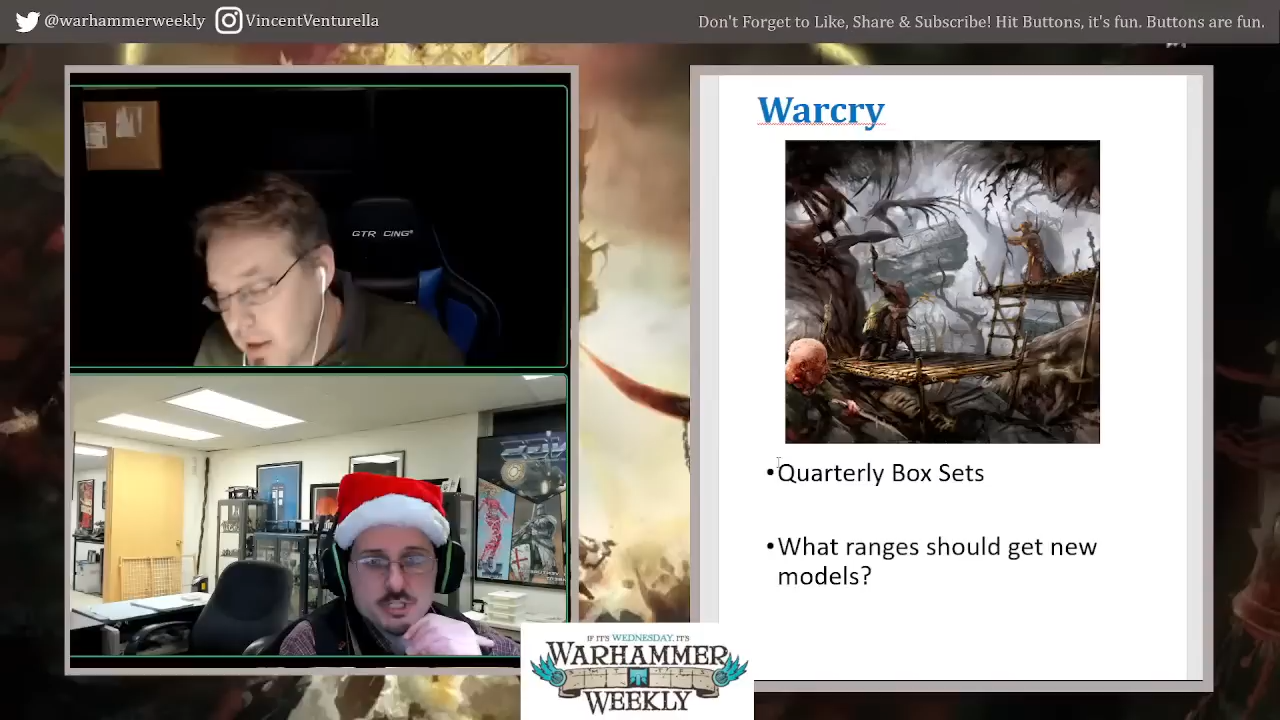 @warhammerweekly VincentVenturella
Don't Forget to Like, Share & Subscribe! Hit Buttons, it's fun. Buttons are fun.
GTR CING
Warcry
•Quarterly Box Sets
•What ranges should get new
models?
IF IT'S WEDNESDAY, IT'S
WARHAMMER
WEEKLY